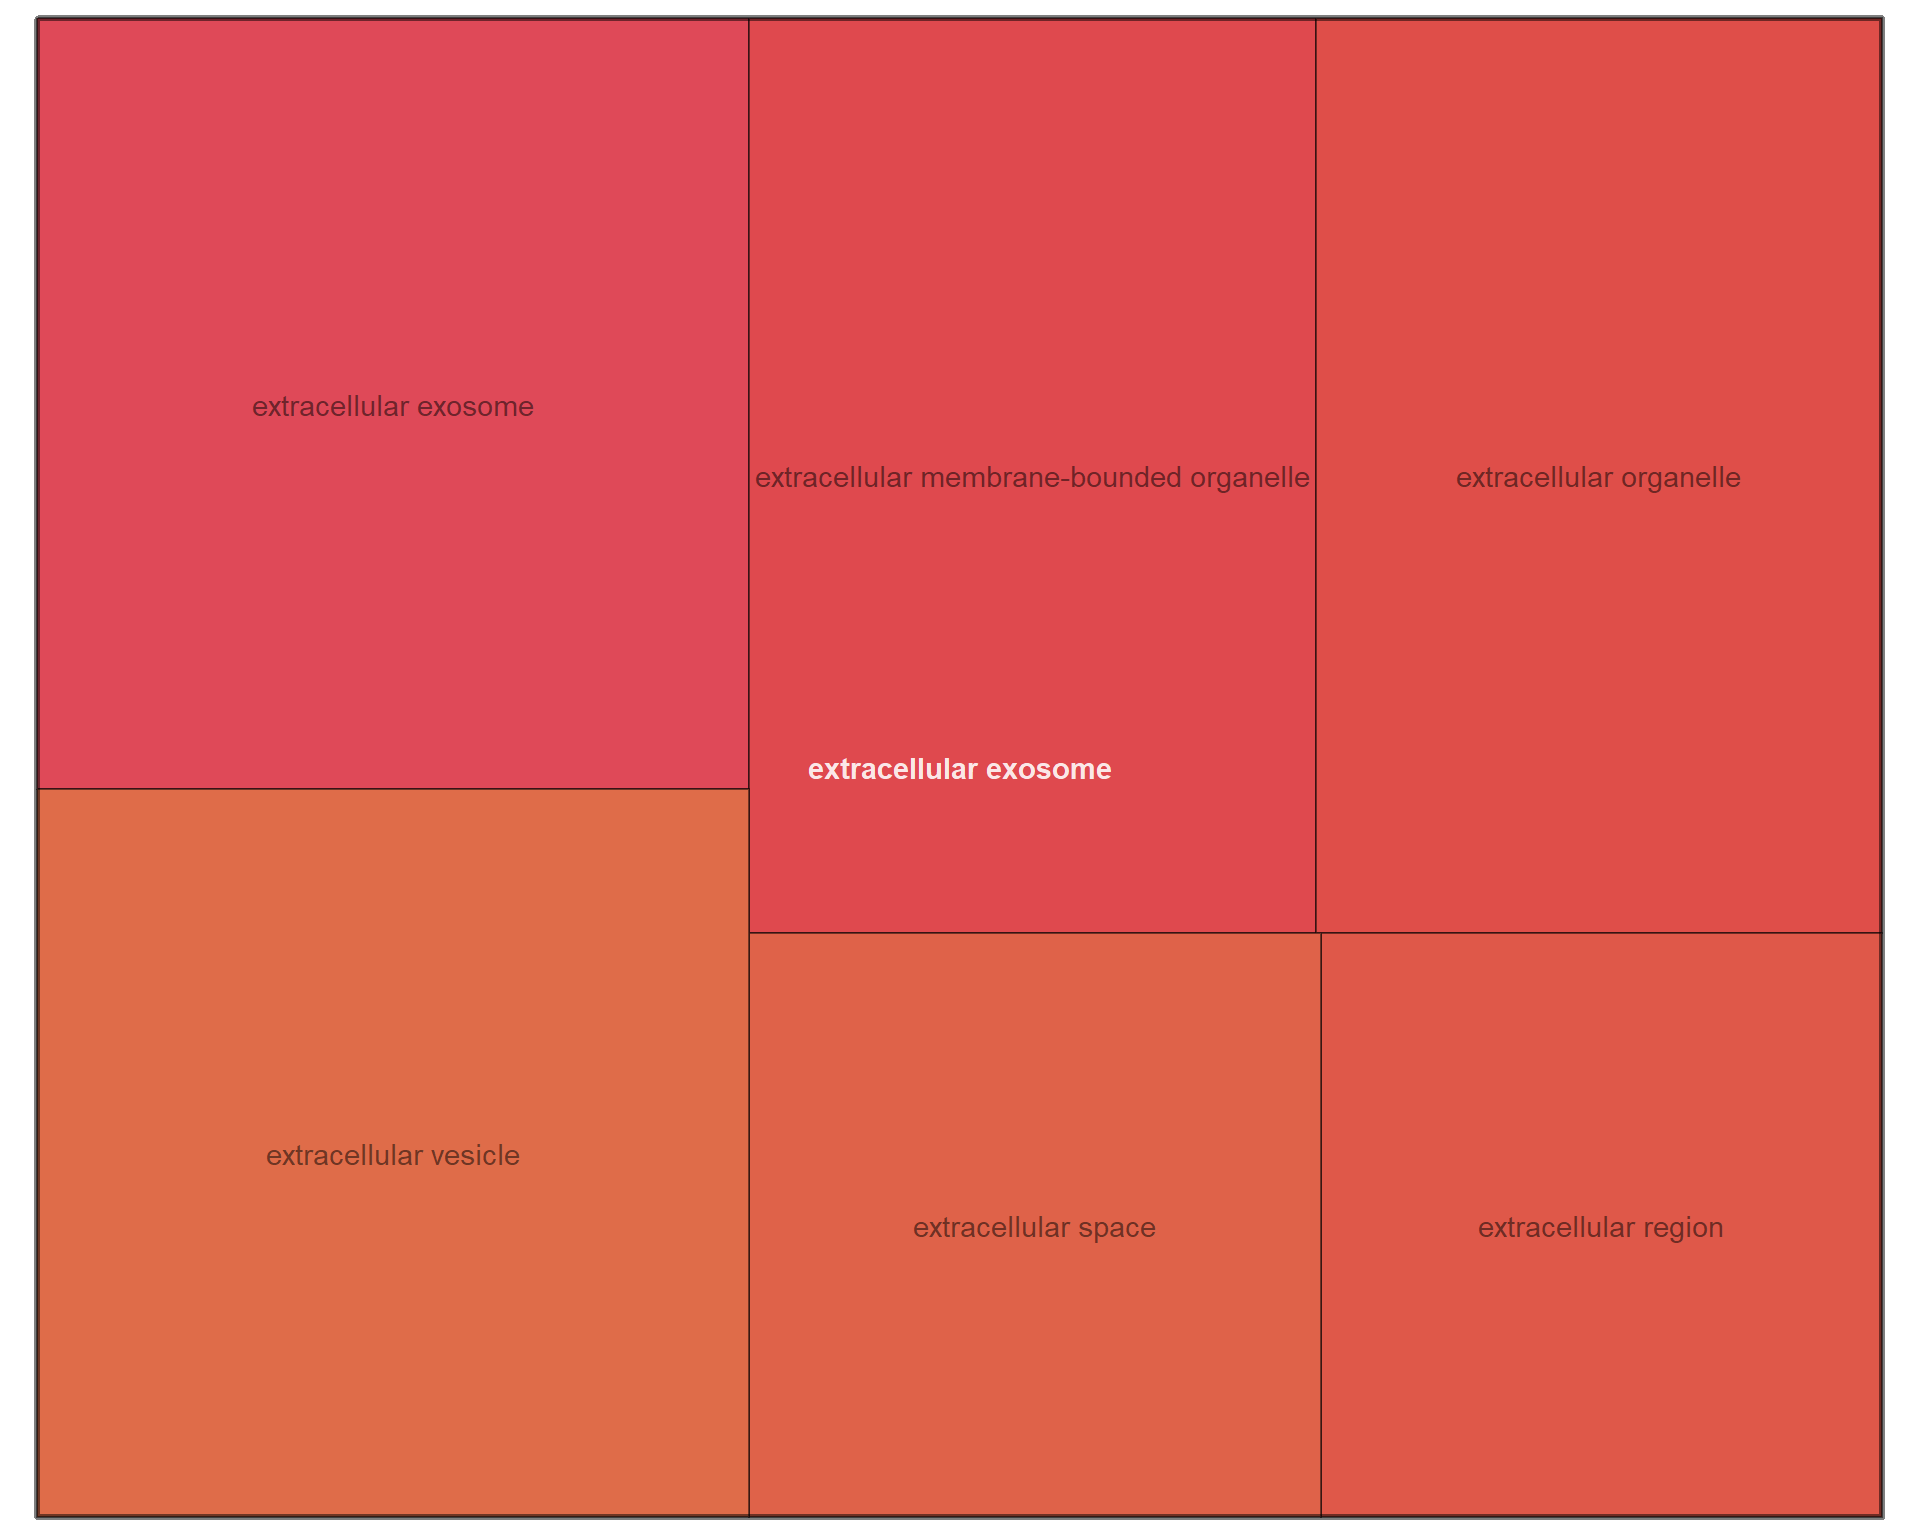 extracellular exosome
extracellular membrane-bounded organelle
extracellular organelle
extracellular exosome
extracellular vesicle
extracellular space
extracellular region